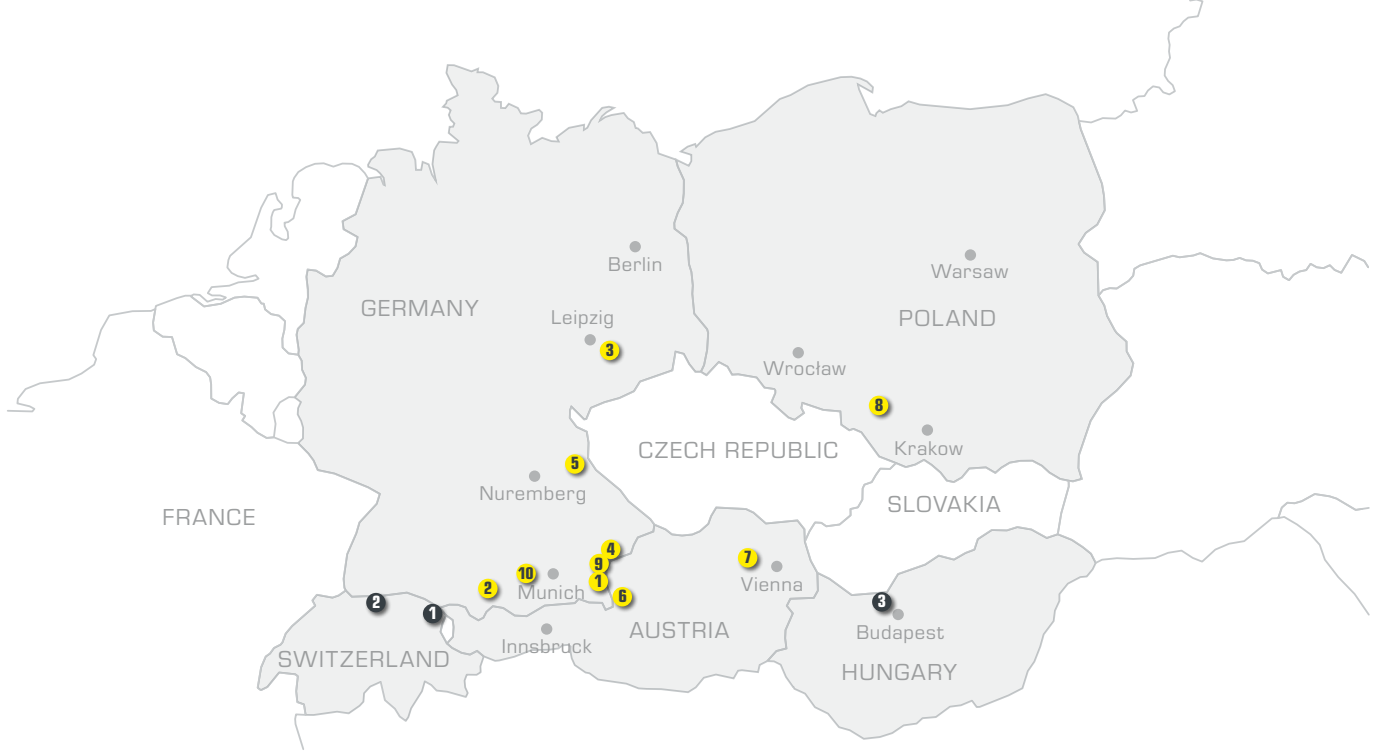 Berlin
Warsaw
GERMANY
Leipzig
POLAND
3
Wrocław
8
Krakow
CZECH REPUBLIC
5
Nuremberg
SLOVAKIA
FRANCE
4
9
7
10
1
2
Munich
Vienna
6
2
1
3
AUSTRIA
Budapest
Innsbruck
SWITZERLAND
HUNGARY